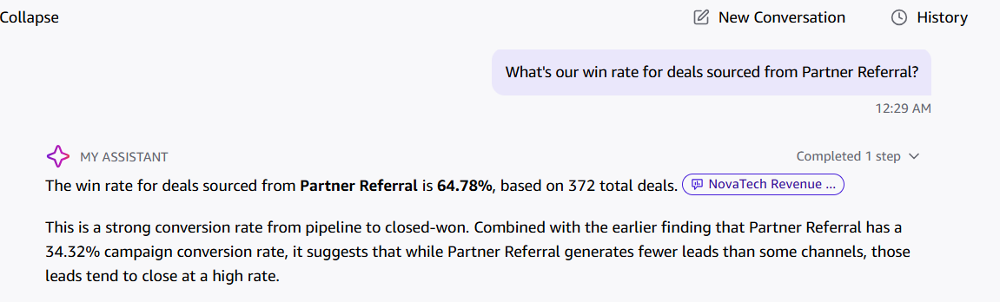 Collapse
New Conversation
History
What's our win rate for deals sourced from Partner Referral?
12:29 AM
MY ASSISTANT
Completed 1 step
The win rate for deals sourced from Partner Referral is 64.78%, based on 372 total deals. NovaTech Revenue ...
This is a strong conversion rate from pipeline to closed-won. Combined with the earlier finding that Partner Referral has a
34.32% campaign conversion rate, it suggests that while Partner Referral generates fewer leads than some channels, those
leads tend to close at a high rate.